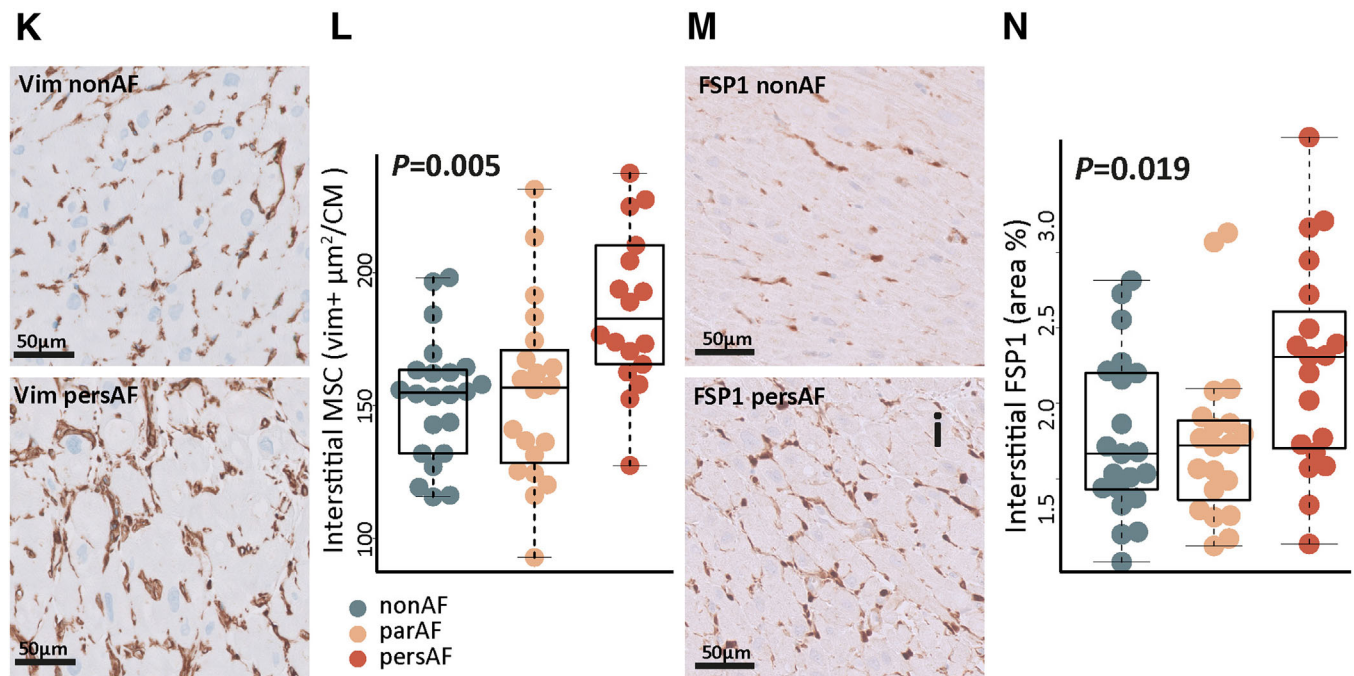 K
L
M
N
Vim nonAF
50µm
Vim persAF
50µm
Interstitial MSC (vim+ µm²/CM )
P=0.005
200
150
100
nonAF
parAF
persAF
FSP1 nonAF
50µm
FSP1 persAF
i
50µm
Interstitial FSP1 (area %)
P=0.019
3.0
2.5
2.0
1.5